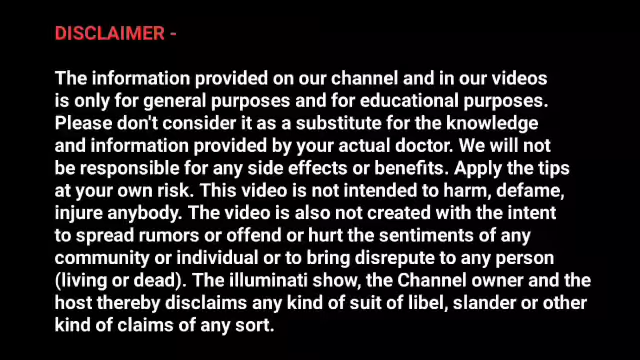 DISCLAIMER -
The information provided on our channel and in our videos
is only for general purposes and for educational purposes.
Please don't consider it as a substitute for the knowledge
and information provided by your actual doctor. We will not
be responsible for any side effects or benefits. Apply the tips
at your own risk. This video is not intended to harm, defame,
injure anybody. The video is also not created with the intent
to spread rumors or offend or hurt the sentiments of any
community or individual or to bring disrepute to any person
(living or dead). The illuminati show, the Channel owner and the
host thereby disclaims any kind of suit of libel, slander or other
kind of claims of any sort.